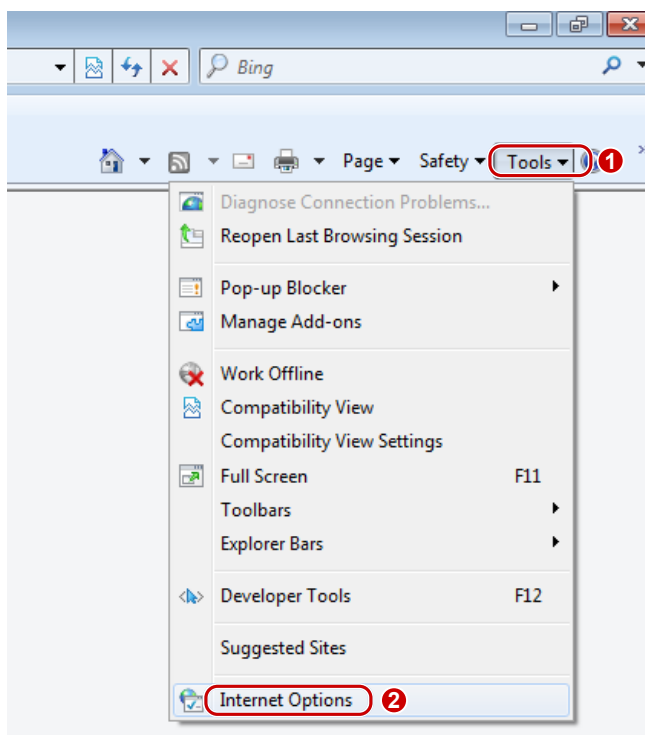 Bing
Page Safety Tools 1
Diagnose Connection Problems...
Reopen Last Browsing Session
Pop-up Blocker
Manage Add-ons
Work Offline
Compatibility View
Compatibility View Settings
Full Screen F11
Toolbars
Explorer Bars
Developer Tools F12
Suggested Sites
Internet Options 2